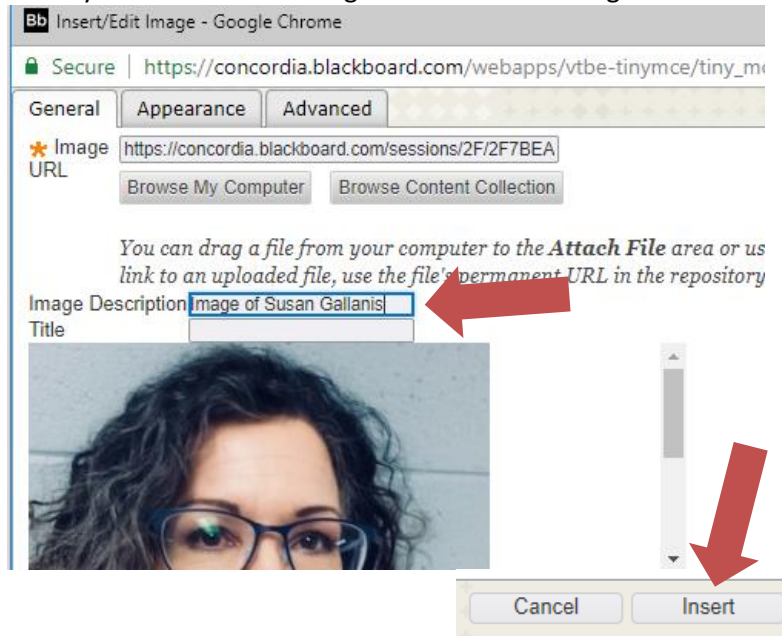 Bb Insert/Edit Image - Google Chrome
Secure | https://concordia.blackboard.com/webapps/vtbe-tinymce/tiny_m
General Appearance Advanced
* Image URL https://concordia.blackboard.com/sessions/2F/2F7BEA
Browse My Computer Browse Content Collection
You can drag a file from your computer to the Attach File area or us
link to an uploaded file, use the file's permanent URL in the repository
Image Description Image of Susan Gallanis
Title
Cancel Insert